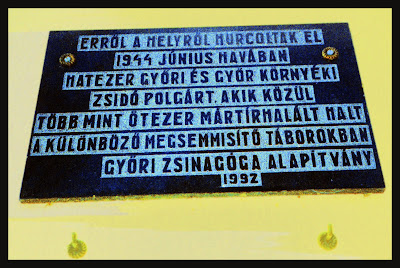 ERRŐL A HELYRŐL HURCOLTAK EL
1944 JÚNIUS HAVÁBAN
HATEZER GYŐRI ÉS GYŐR KÖRNYÉKI
ZSIDÓ POLGÁRT, AKIK KÖZÜL
TÖBB MINT ÖTEZER MÁRTÍRHALÁLT HALT
A KÜLÖNBÖZŐ MEGSEMMISÍTŐ TÁBOROKBAN
GYŐRI ZSINAGÓGA ALAPÍTVÁNY
1992